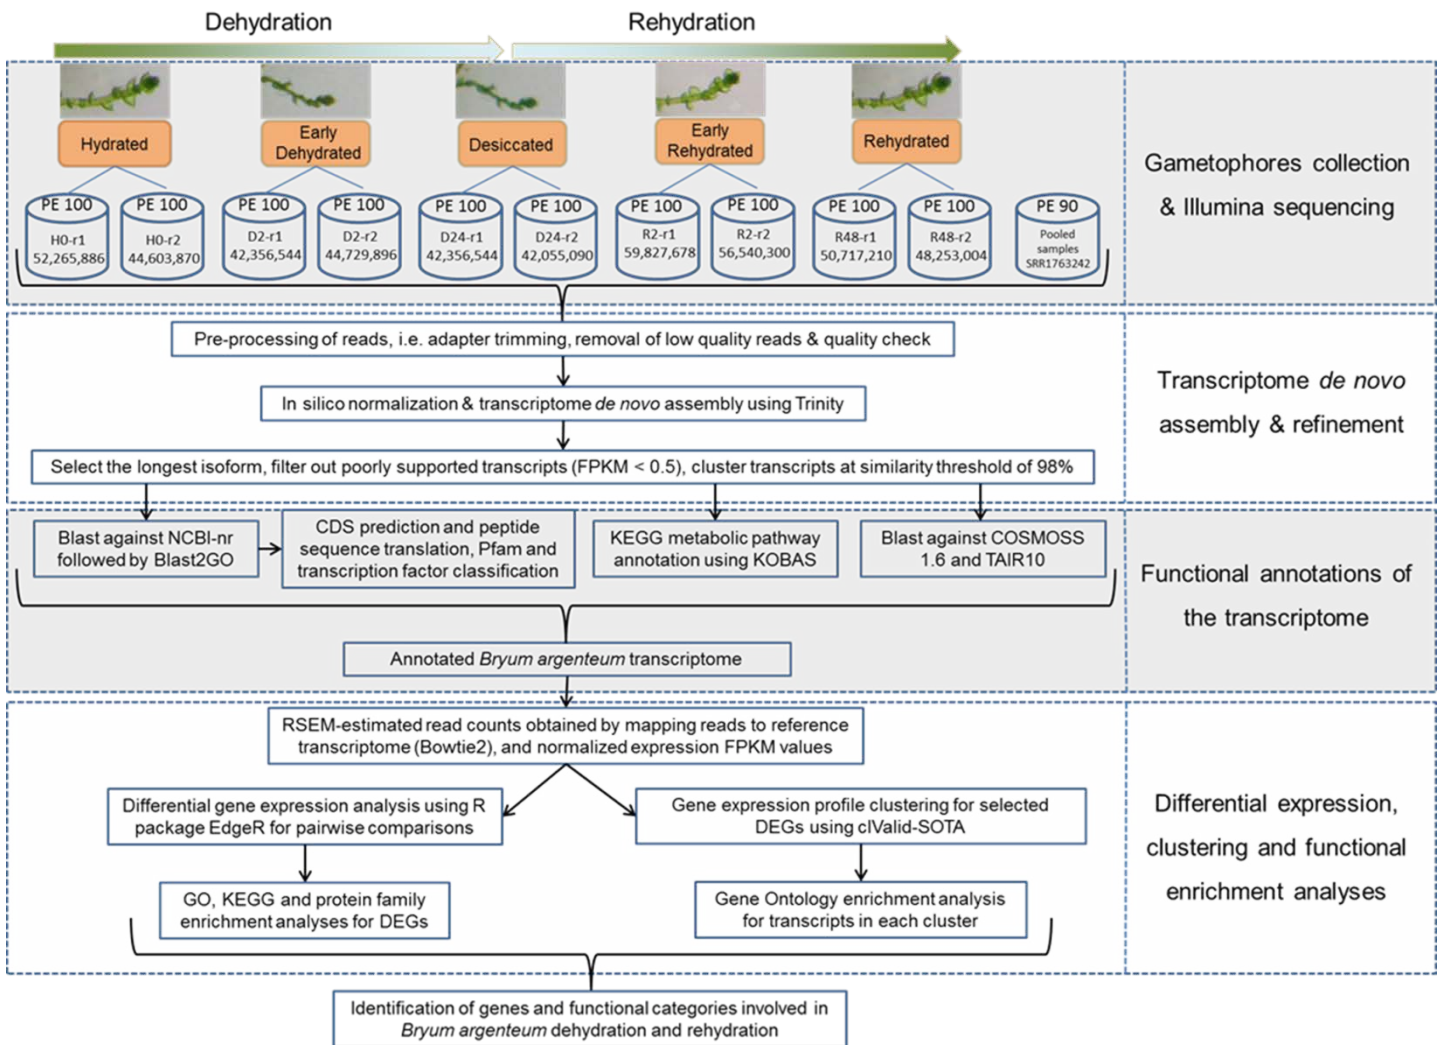 Dehydration
Rehydration
Hydrated
Early
Dehydrated
Desiccated
Early
Rehydrated
Rehydrated
PE 100
H0-r1
52,265,886
PE 100
H0-r2
44,603,870
PE 100
D2-r1
42,356,544
PE 100
D2-r2
44,729,896
PE 100
D24-r1
42,356,544
PE 100
D24-r2
42,055,090
PE 100
R2-r1
59,827,678
PE 100
R2-r2
56,540,300
PE 100
R48-r1
50,717,210
PE 100
R48-r2
48,253,004
PE 90
Pooled
samples
SRR1763242
Gametophores collection
& Illumina sequencing
Pre-processing of reads, i.e. adapter trimming, removal of low quality reads & quality check
In silico normalization & transcriptome de novo assembly using Trinity
Select the longest isoform, filter out poorly supported transcripts (FPKM < 0.5), cluster transcripts at similarity threshold of 98%
Transcriptome de novo
assembly & refinement
Blast against NCBI-nr
followed by Blast2GO
CDS prediction and peptide
sequence translation, Pfam and
transcription factor classification
KEGG metabolic pathway
annotation using KOBAS
Blast against COSMOSS
1.6 and TAIR10
Annotated Bryum argenteum transcriptome
Functional annotations of
the transcriptome
RSEM-estimated read counts obtained by mapping reads to reference
transcriptome (Bowtie2), and normalized expression FPKM values
Differential gene expression analysis using R
package EdgeR for pairwise comparisons
Gene expression profile clustering for selected
DEGs using clValid-SOTA
GO, KEGG and protein family
enrichment analyses for DEGs
Gene Ontology enrichment analysis
for transcripts in each cluster
Differential expression,
clustering and functional
enrichment analyses
Identification of genes and functional categories involved in
Bryum argenteum dehydration and rehydration